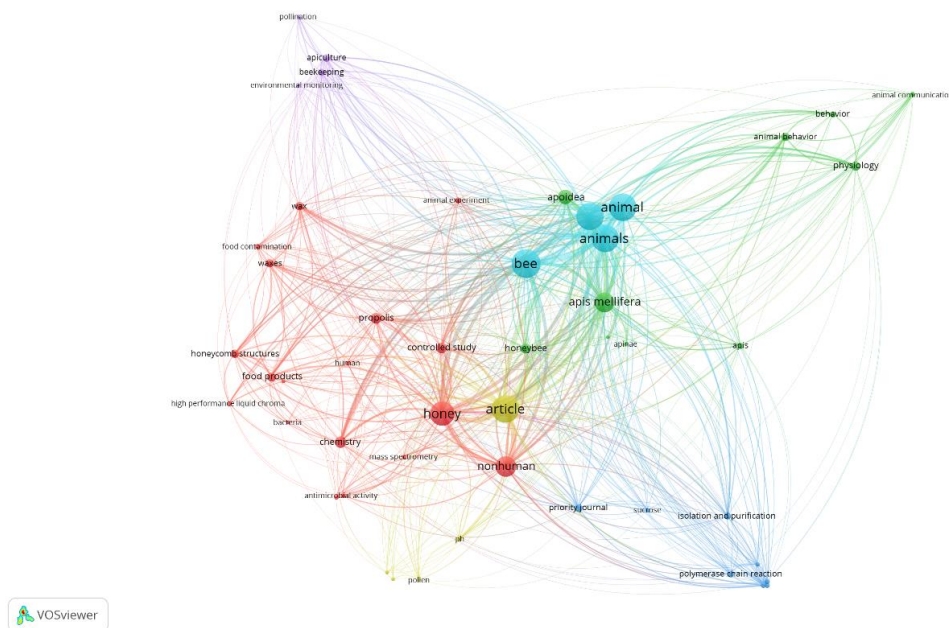 pollination
apiculture
beekeeping
environmental monitoring
animal communicatio
behavior
animal behavior
physiology
apoidea
animal experiment
wax
animal
animals
food contamination
waxes
bee
apis mellifera
propolis
apinae
apis
controlled study
honeybee
honeycomb structures
human
food products
high performance liquid chroma
honey
article
bacteria
chemistry
mass spectrometry
nonhuman
antimicrobial activity
priority journal
sucrose
isolation and purification
ph
pollen
polymerase chain reaction
VOSviewer